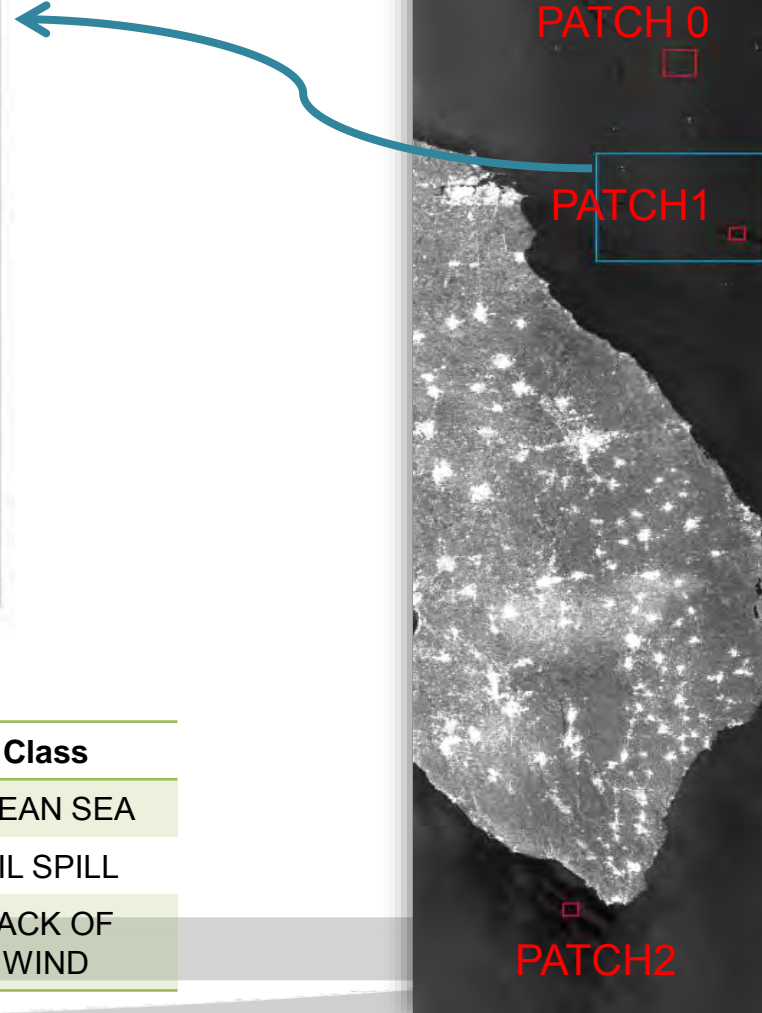 PATCH 0
PATCH1
Class
EAN SEA
IL SPILL
ACK OF
WIND
PATCH2